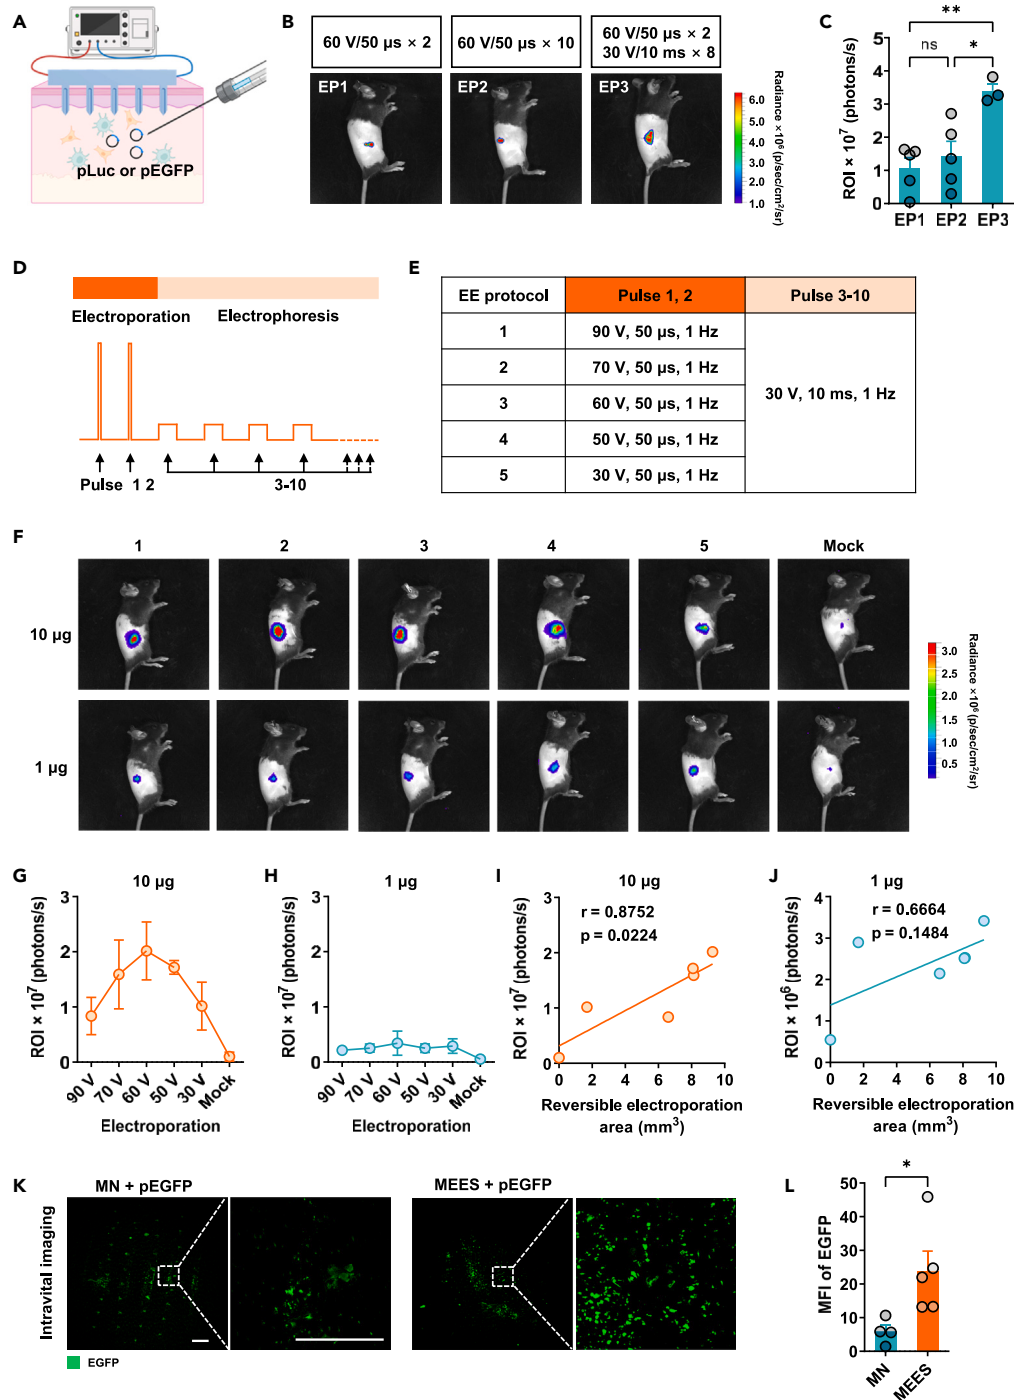 A
pLuc or pEGFP
B
60 V/50 µs × 2
60 V/50 µs × 10
60 V/50 µs × 2
30 V/10 ms × 8
EP1
EP2
EP3
6.0
5.0
4.0
3.0
2.0
1.0
Radiance ×10⁶ (p/sec/cm²/sr)
C
**
ns
*
ROI × 10⁷ (photons/s)
5
4
3
2
1
0
EP1
EP2
EP3
D
Electroporation
Electrophoresis
Pulse 1 2
3-10
E
EE protocol
Pulse 1, 2
Pulse 3-10
1
90 V, 50 µs, 1 Hz
2
70 V, 50 µs, 1 Hz
3
60 V, 50 µs, 1 Hz
4
50 V, 50 µs, 1 Hz
5
30 V, 50 µs, 1 Hz
30 V, 10 ms, 1 Hz
F
1
2
3
4
5
Mock
10 µg
1 µg
3.0
2.5
2.0
1.5
1.0
0.5
Radiance ×10⁶ (p/sec/cm²/sr)
G
10 µg
ROI × 10⁷ (photons/s)
3
2
1
0
90 V
70 V
60 V
50 V
30 V
Mock
Electroporation
H
1 µg
ROI × 10⁷ (photons/s)
3
2
1
0
90 V
70 V
60 V
50 V
30 V
Mock
Electroporation
I
10 µg
r = 0.8752
p = 0.0224
ROI × 10⁷ (photons/s)
3
2
1
0
0
2
4
6
8
10
Reversible electroporation
area (mm³)
J
1 µg
r = 0.6664
p = 0.1484
ROI × 10⁶ (photons/s)
4
3
2
1
0
0
2
4
6
8
10
Reversible electroporation
area (mm³)
K
MN + pEGFP
MEES + pEGFP
Intravital imaging
EGFP
L
*
MFI of EGFP
50
40
30
20
10
0
MN
MEES